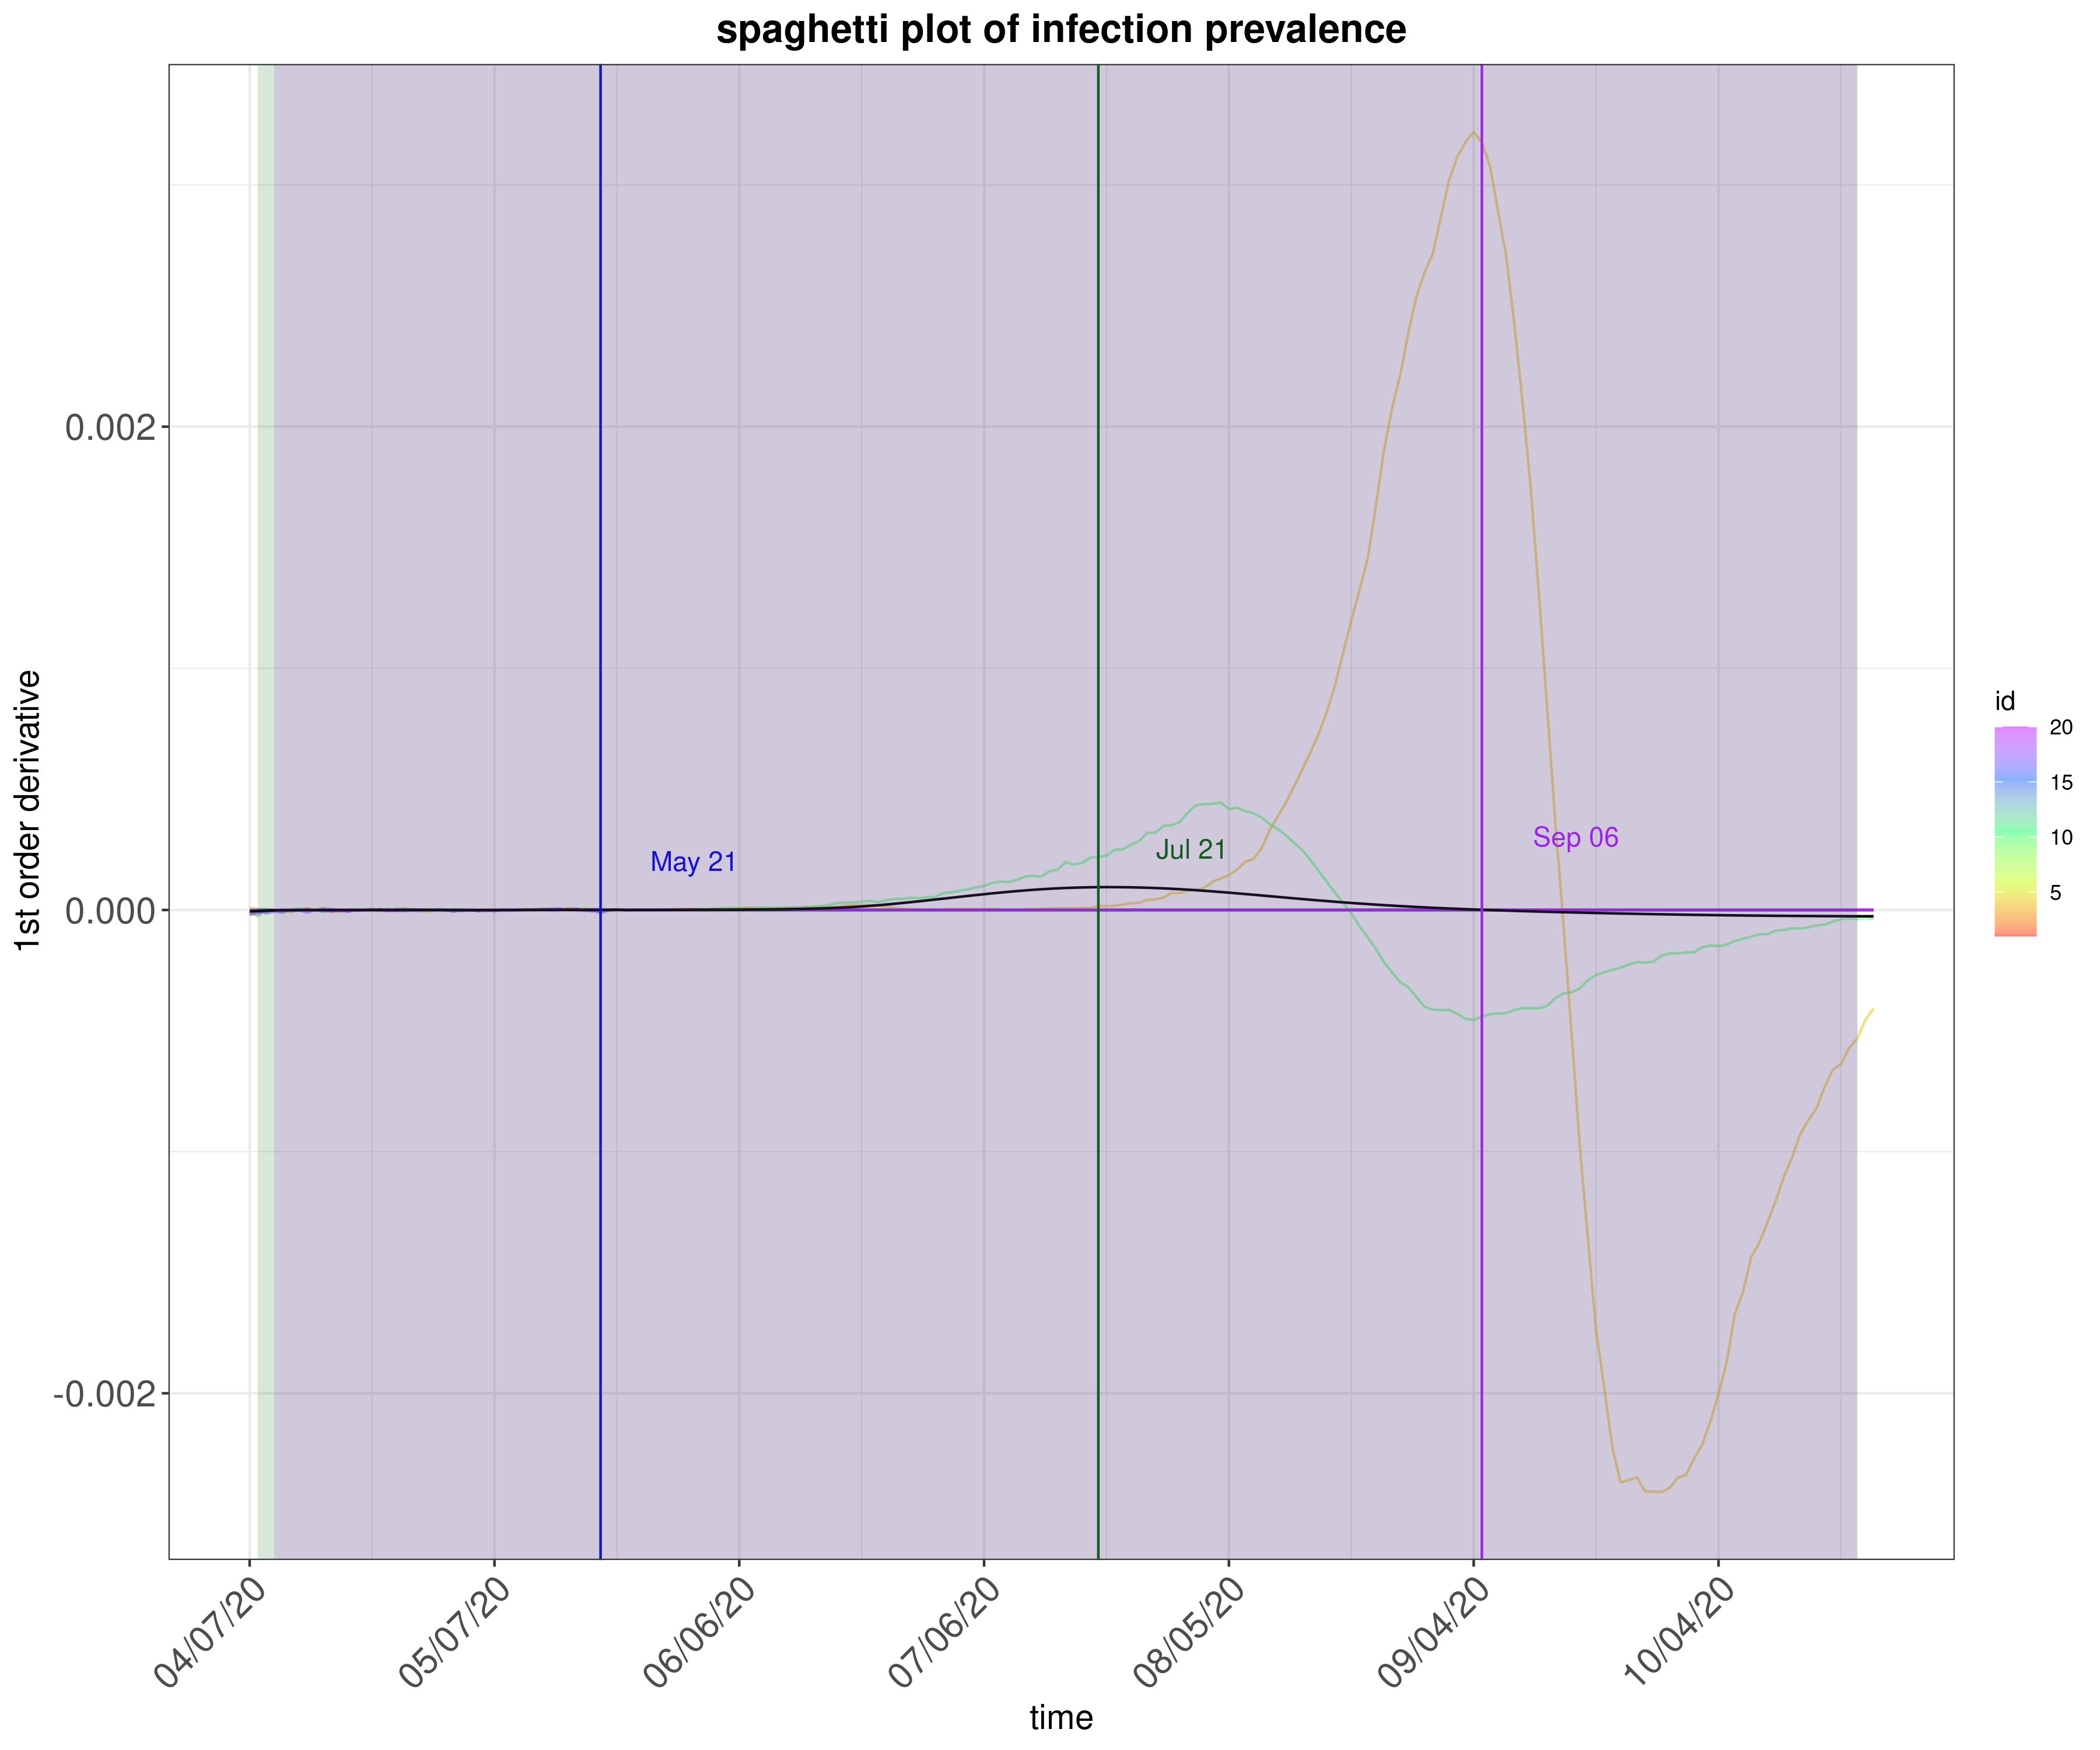 spaghetti plot of infection prevalence
1st order derivative
0.002
0.000
-0.002
May 21
Jul 21
Sep 06
04/07/20
05/07/20
06/06/20
07/06/20
08/05/20
09/04/20
10/04/20
time
id
20
15
10
5